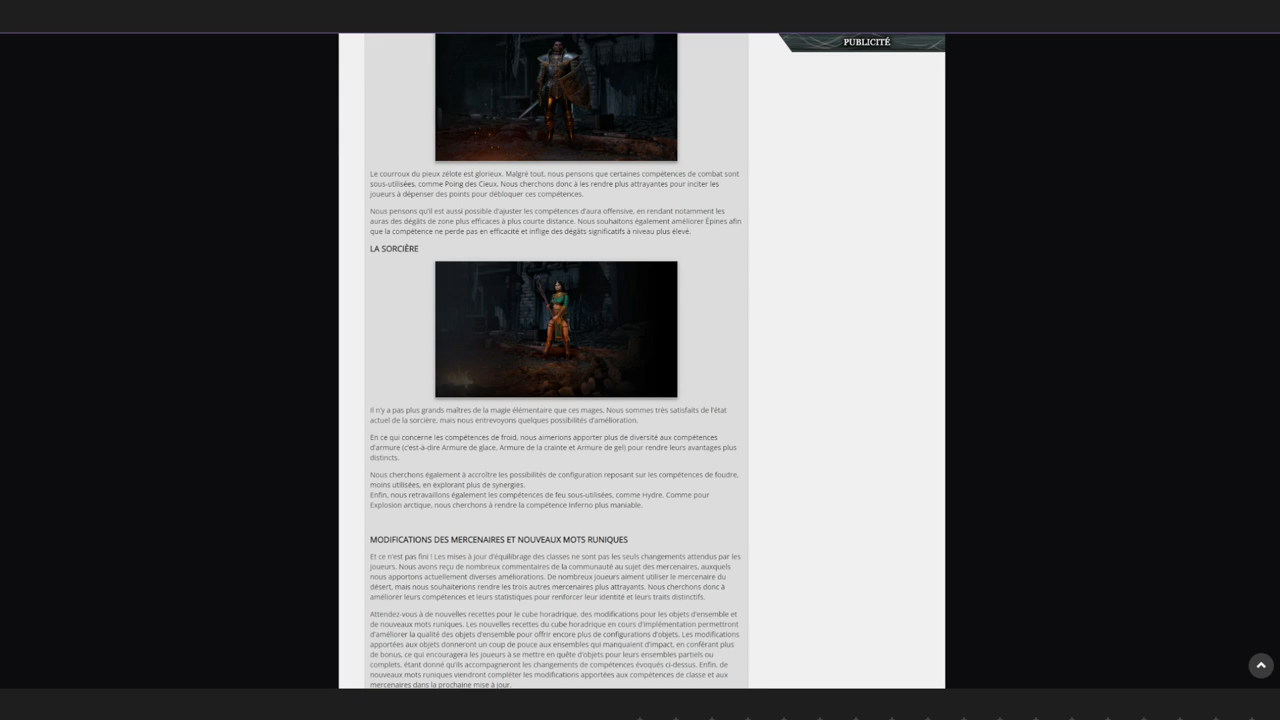 PUBLICITÉ
Le courroux du pieux zélote est glorieux. Malgré tout, nous pensons que certaines compétences de combat sont
sous-utilisées, comme Poing des Cieux. Nous cherchons donc à les rendre plus attrayantes pour inciter les
joueurs à dépenser des points pour débloquer ces compétences.
Nous pensons qu'il est aussi possible d'ajuster les compétences d'aura offensive, en rendant notamment les
auras des dégâts de zone plus efficaces à plus courte distance. Nous souhaitons également améliorer Épines afin
que la compétence ne perde pas en efficacité et inflige des dégâts significatifs à niveau plus élevé.
LA SORCIÈRE
Il n'y a pas plus grands maîtres de la magie élémentaire que ces mages. Nous sommes très satisfaits de l'état
actuel de la sorcière, mais nous entrevoyons quelques possibilités d'amélioration.
En ce qui concerne les compétences de froid, nous aimerions apporter plus de diversité aux compétences
d'armure (c'est-à-dire Armure de glace, Armure de la crainte et Armure de gel) pour rendre leurs avantages plus
distincts.
Nous cherchons également à accroître les possibilités de configuration reposant sur les compétences de foudre,
moins utilisées, en explorant plus de synergies.
Enfin, nous retravaillons également les compétences de feu sous-utilisées, comme Hydre. Comme pour
Explosion arctique, nous cherchons à rendre la compétence Inferno plus maniable.
MODIFICATIONS DES MERCENAIRES ET NOUVEAUX MOTS RUNIQUES
Et ce n'est pas fini ! Les mises à jour d'équilibrage des classes ne sont pas les seuls changements attendus par les
joueurs. Nous avons reçu de nombreux commentaires de la communauté au sujet des mercenaires, auxquels
nous apportons actuellement diverses améliorations. De nombreux joueurs aiment utiliser le mercenaire du
désert, mais nous souhaiterions rendre les trois autres mercenaires plus attrayants. Nous cherchons donc à
améliorer leurs compétences et leurs statistiques pour renforcer leur identité et leurs traits distinctifs.
Attendez-vous à de nouvelles recettes pour le cube horadrique, des modifications pour les objets d'ensemble et
de nouveaux mots runiques. Les nouvelles recettes du cube horadrique en cours d'implémentation permettront
d'améliorer la qualité des objets d'ensemble pour offrir encore plus de configurations d'objets. Les modifications
apportées aux objets donneront un coup de pouce aux ensembles qui manquaient d'impact, en conférant plus
de bonus, ce qui encouragera les joueurs à se mettre en quête d'objets pour leurs ensembles partiels ou
complets, étant donné qu'ils accompagneront les changements de compétences évoqués ci-dessus. Enfin, de
nouveaux mots runiques viendront compléter les modifications apportées aux compétences de classe et aux
mercenaires dans la prochaine mise à jour.